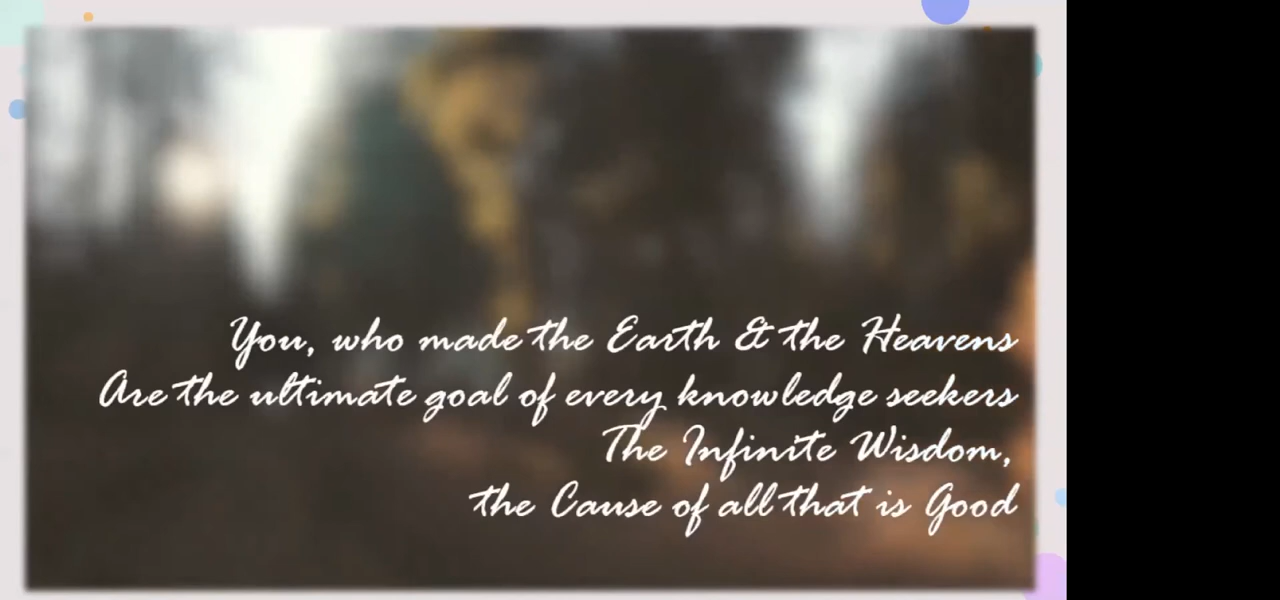 You, who made the Earth & the Heavens
Are the ultimate goal of every knowledge seekers
The Infinite Wisdom,
the Cause of all that is Good